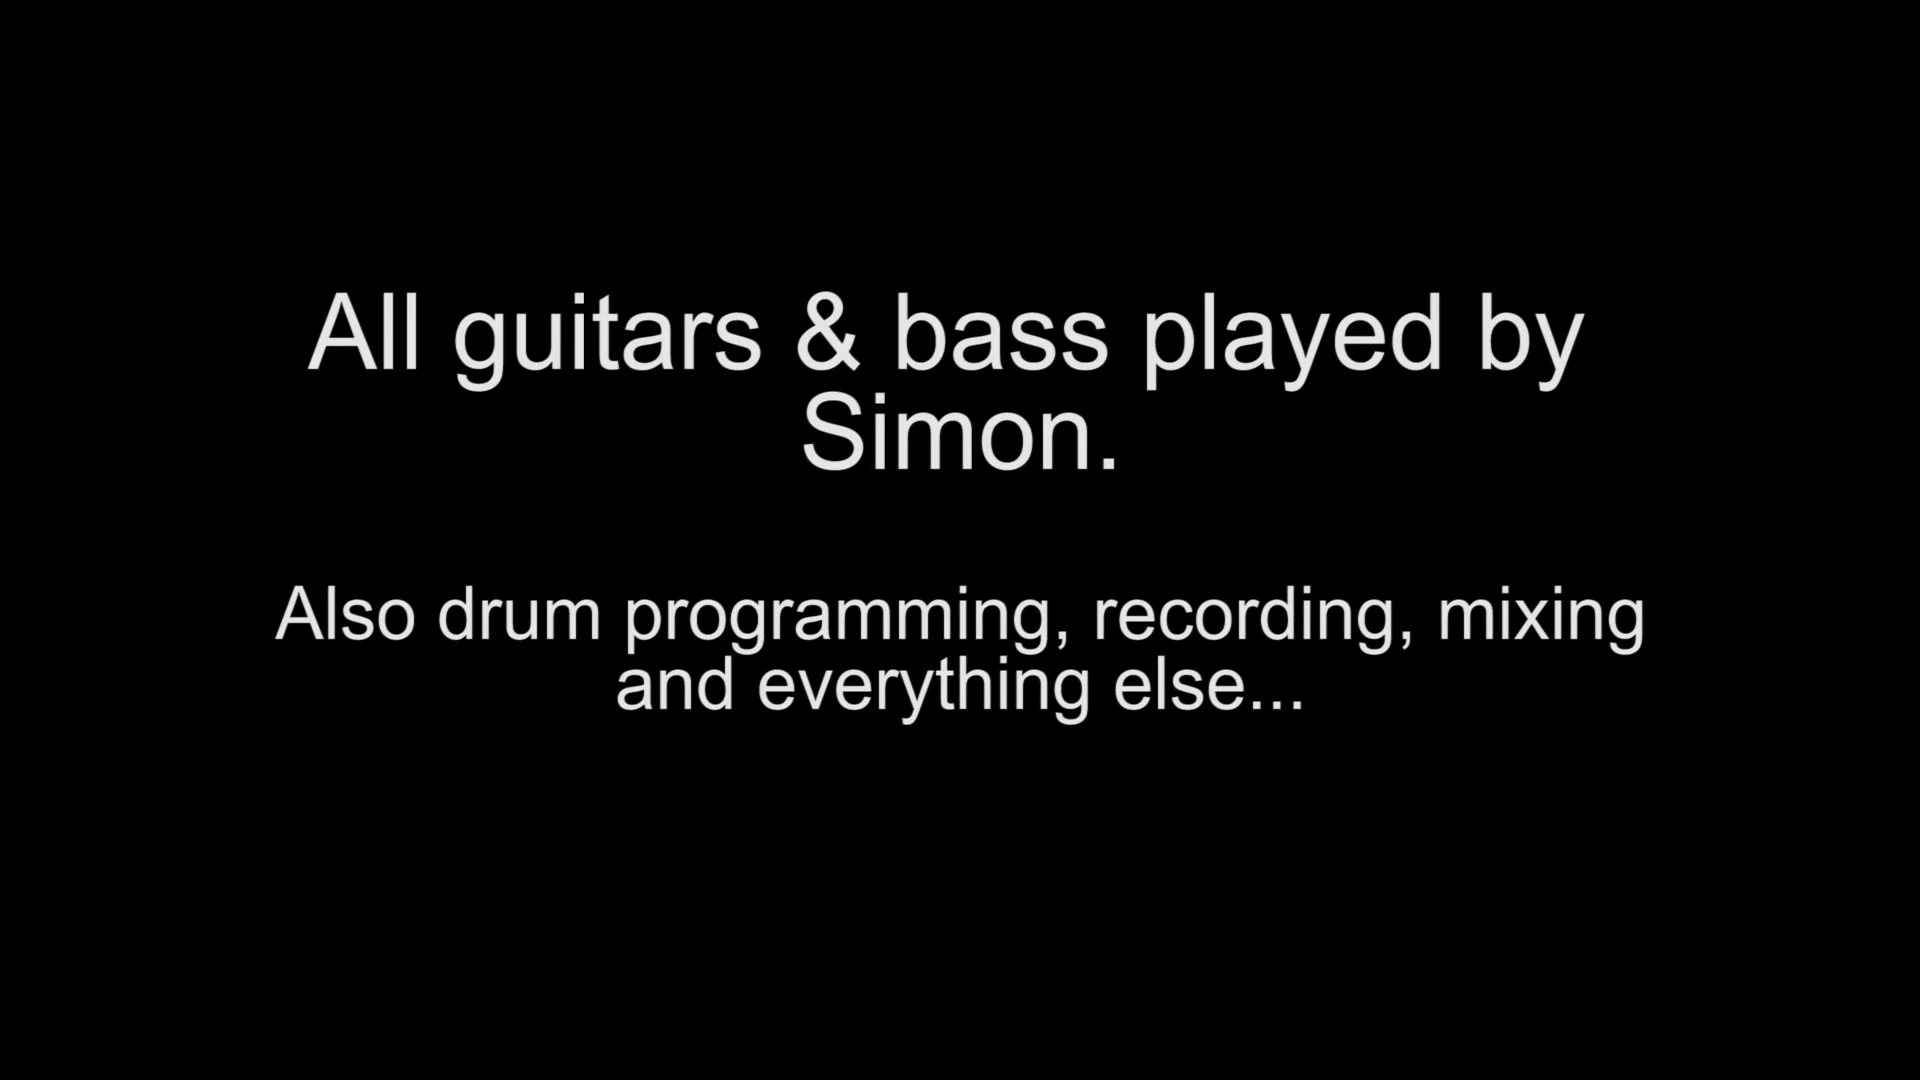 All guitars & bass played by
Simon.
Also drum programming, recording, mixing
and everything else...